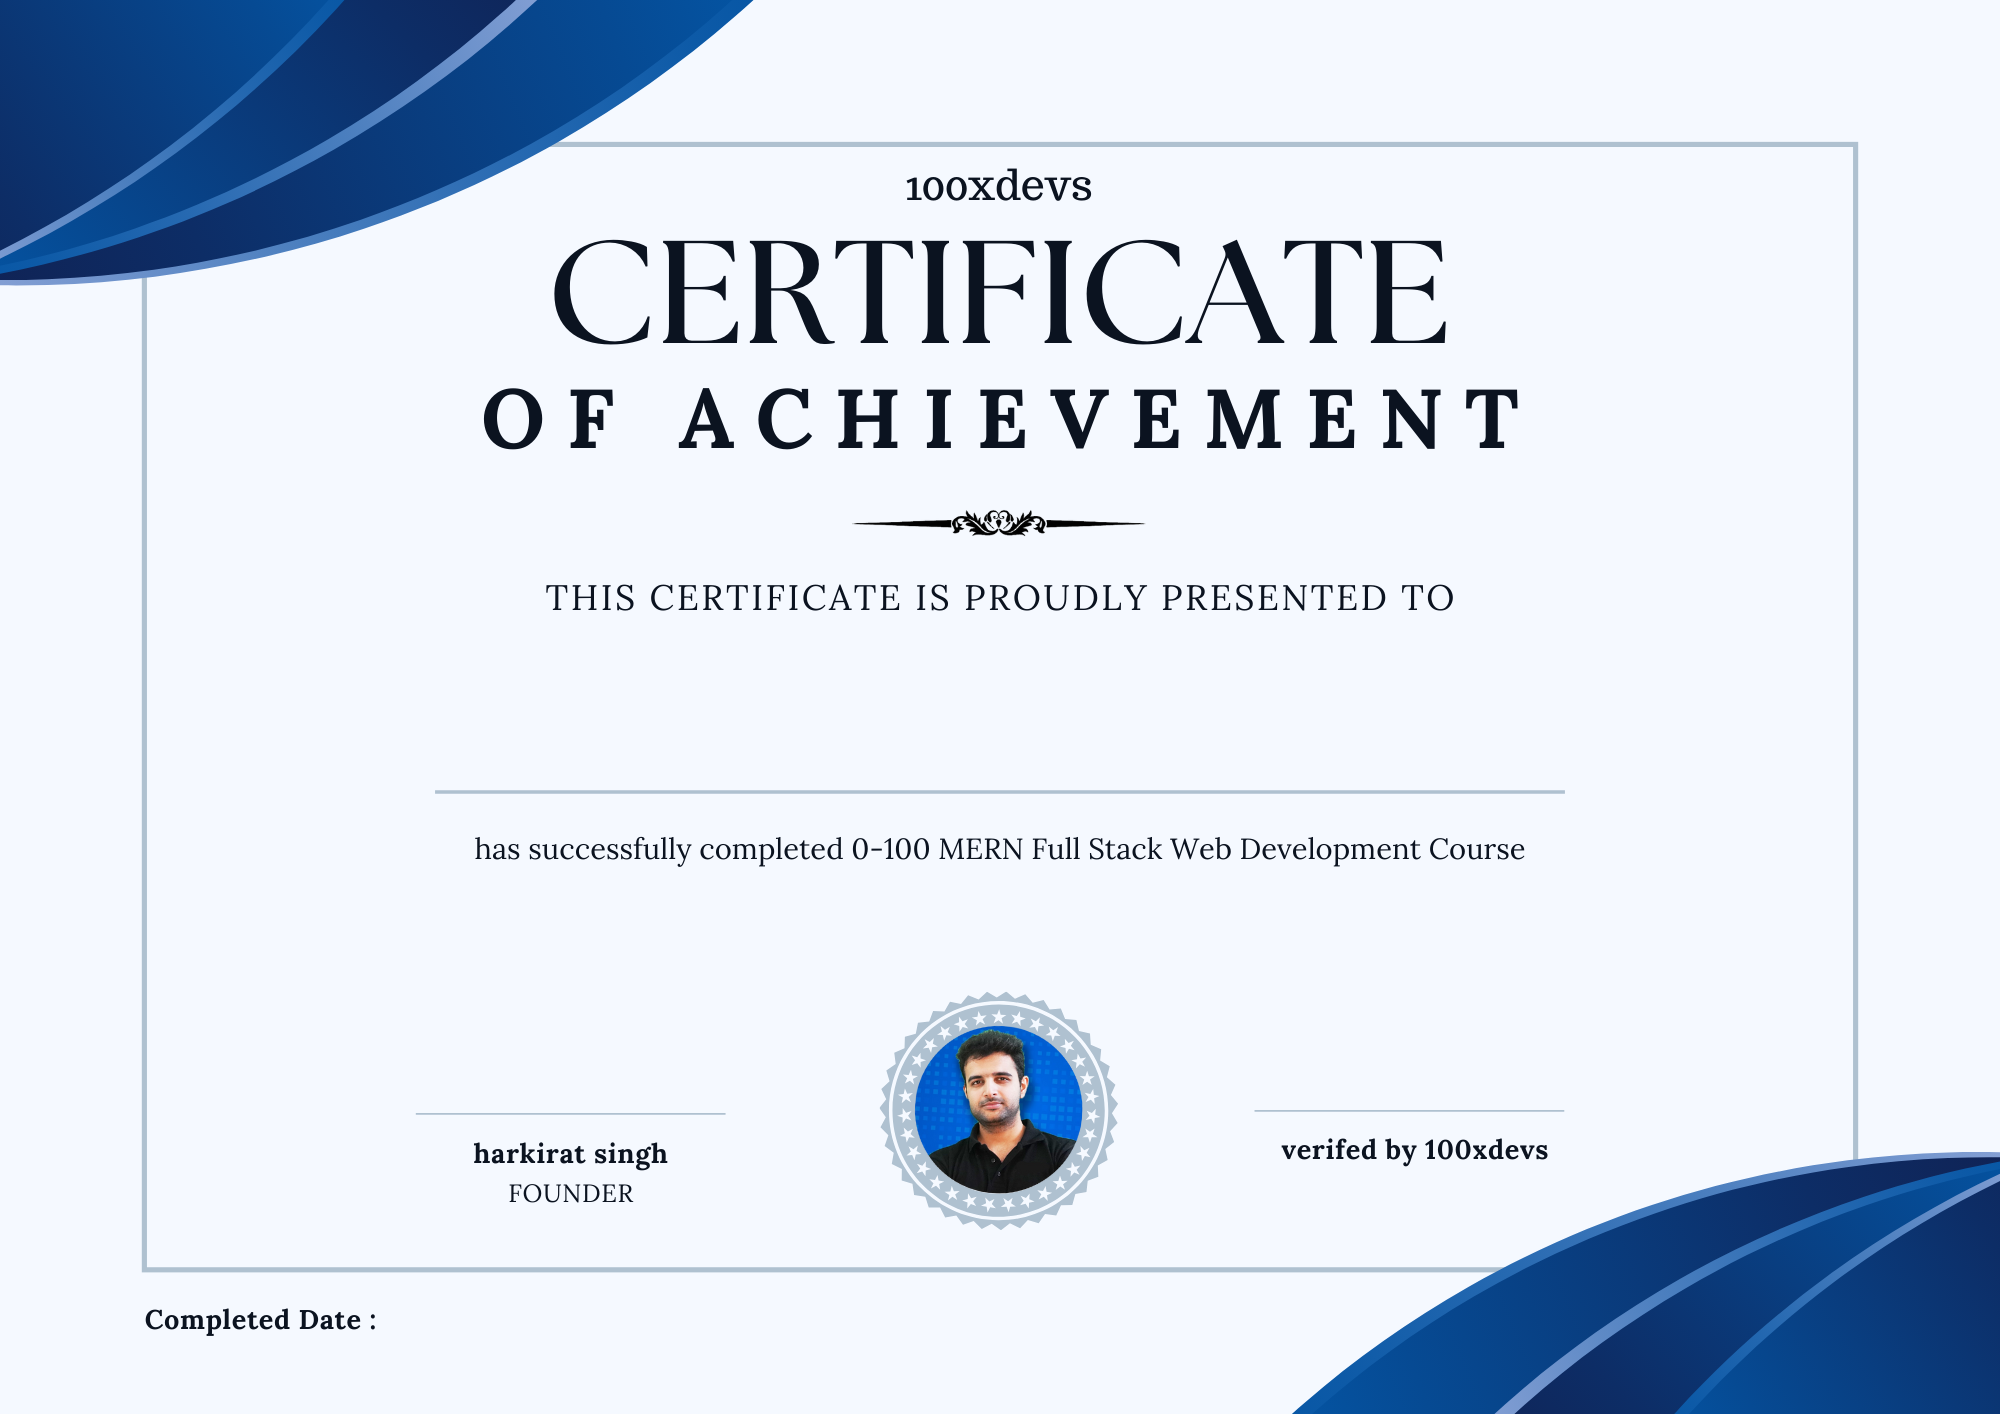 100xdevs
CERTIFICATE
OF ACHIEVEMENT
THIS CERTIFICATE IS PROUDLY PRESENTED TO
has successfully completed 0-100 MERN Full Stack Web Development Course
harkirat singh
FOUNDER
verifed by 100xdevs
Completed Date :